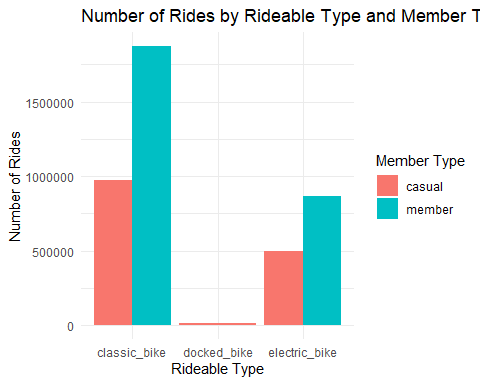 Number of Rides by Rideable Type and Member T
Number of Rides
1500000
1000000
500000
0
classic_bike docked_bike electric_bike
Rideable Type
Member Type
casual
member